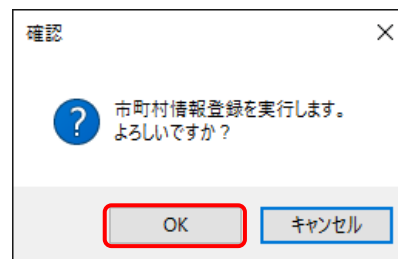 確認
市町村情報登録を実行します。
よろしいですか？
OK
キャンセル